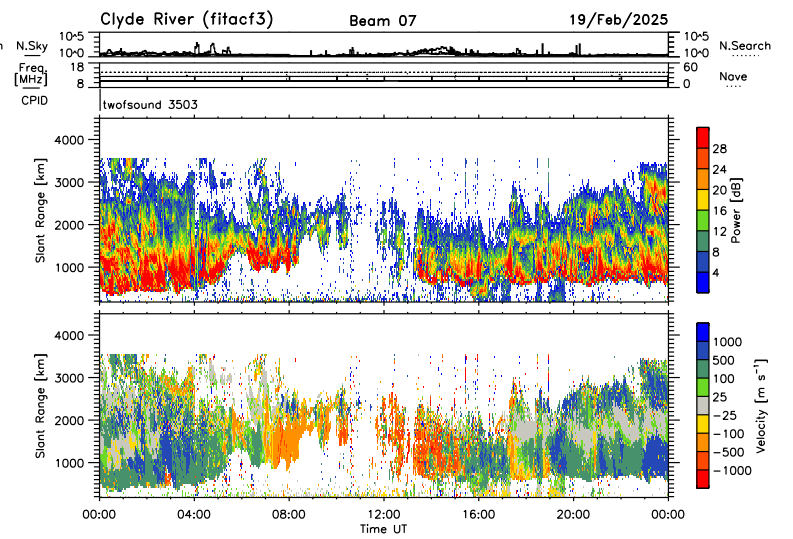 Clyde River (fitacf3) Beam 07 19/Feb/2025
N.Sky 10^5 10^0 10^5 10^0 N.Search
Freq. [MHz] 18 8 60 0 Nave
CPID twofsound 3503
Slant Range [km]
4000
3000
2000
1000
28
24
20
16
12
8
4
Power [dB]
Slant Range [km]
4000
3000
2000
1000
1000
500
100
25
-25
-100
-500
-1000
Velocity [m s⁻¹]
00:00 04:00 08:00 12:00 16:00 20:00 00:00
Time UT